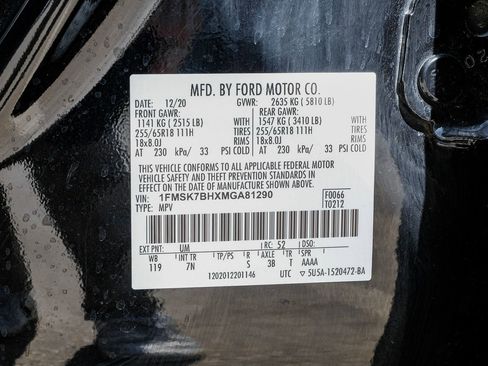 MFD. BY FORD MOTOR CO.
DATE: 12/20 GVWR: 2635 KG ( 5810 LB)
FRONT GAWR: REAR GAWR:
1141 KG ( 2515 LB) WITH 1547 KG ( 3410 LB) WITH
255/65R18 111H TIRES 255/65R18 111H TIRES
18x8.0J RIMS 18x8.0J RIMS
AT 230 kPa/ 33 PSI COLD AT 230 kPa/ 33 PSI COLD
THIS VEHICLE CONFORMS TO ALL APPLICABLE FEDERAL MOTOR
VEHICLE SAFETY AND THEFT PREVENTION STANDARDS IN EFFECT
ON THE DATE OF MANUFACTURE SHOWN ABOVE.
VIN: 1FMSK7BHXMGA81290 F0066
TYPE: MPV T0212
EXT PNT: UM RC: 52 DSO:
WB INT TR TP/PS R AXLE TR SPR
119 7N S 3B T AAAA
1202012201146 UTC ▽ 5U5A-1520472-BA